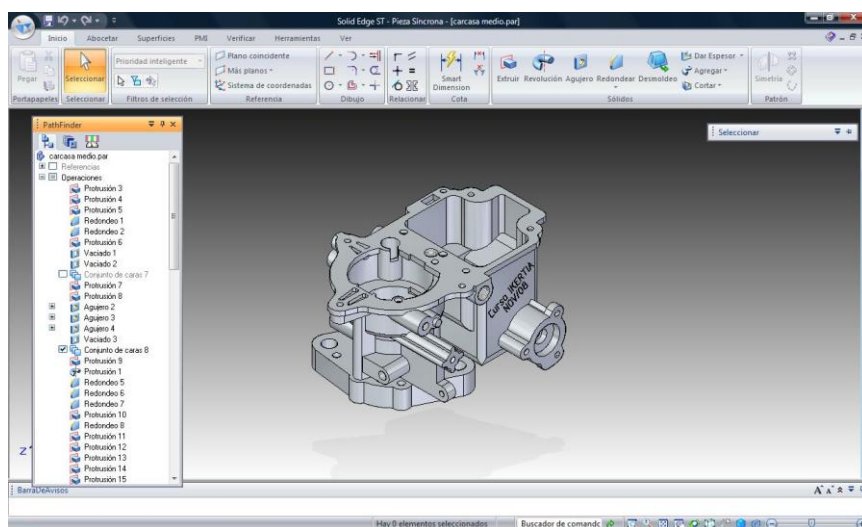 Solid Edge ST - Pieza Síncrona - [carcasa medio.par]
Inicio Abocetar Superficies PMI Verificar Herramientas Ver
Pegar
Seleccionar
Prioridad inteligente
Plano coincidente
Más planos
Sistema de coordenadas
Smart Dimension
Extruir Revolución Agujero Redondear Desmoldeo
Dar Espesor
Agregar
Cortar
Simetría
Portapapeles Seleccionar Filtros de selección Referencia Dibujo Relacionar Cota Sólidos Patrón
PathFinder
Seleccionar
carcasa medio.par
Referencias
Operaciones
Protrusión 3
Protrusión 4
Protrusión 5
Redondeo 1
Redondeo 2
Protrusión 6
Vaciado 1
Vaciado 2
Conjunto de caras 7
Protrusión 7
Protrusión 8
Agujero 2
Agujero 3
Agujero 4
Vaciado 3
Conjunto de caras 8
Protrusión 9
Protrusión 1
Redondeo 5
Redondeo 6
Redondeo 7
Protrusión 10
Redondeo 8
Protrusión 11
Protrusión 12
Protrusión 13
Protrusión 14
Protrusión 15
Curso IKERTIA
NOV/08
Z
BarraDeAvisos
Hay 0 elementos seleccionados
Buscador de comandc